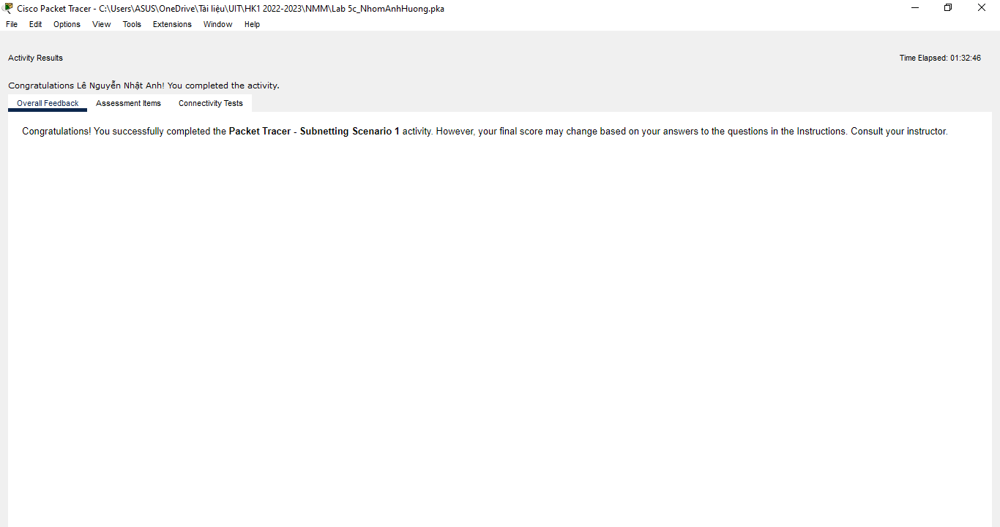 Cisco Packet Tracer - C:\Users\ASUS\OneDrive\Tài liệu\UIT\HK1 2022-2023\NMM\Lab 5c_NhomAnhHuong.pka
File Edit Options View Tools Extensions Window Help
Activity Results Time Elapsed: 01:32:46
Congratulations Lê Nguyễn Nhật Anh! You completed the activity.
Overall Feedback Assessment Items Connectivity Tests
Congratulations! You successfully completed the Packet Tracer - Subnetting Scenario 1 activity. However, your final score may change based on your answers to the questions in the Instructions. Consult your instructor.